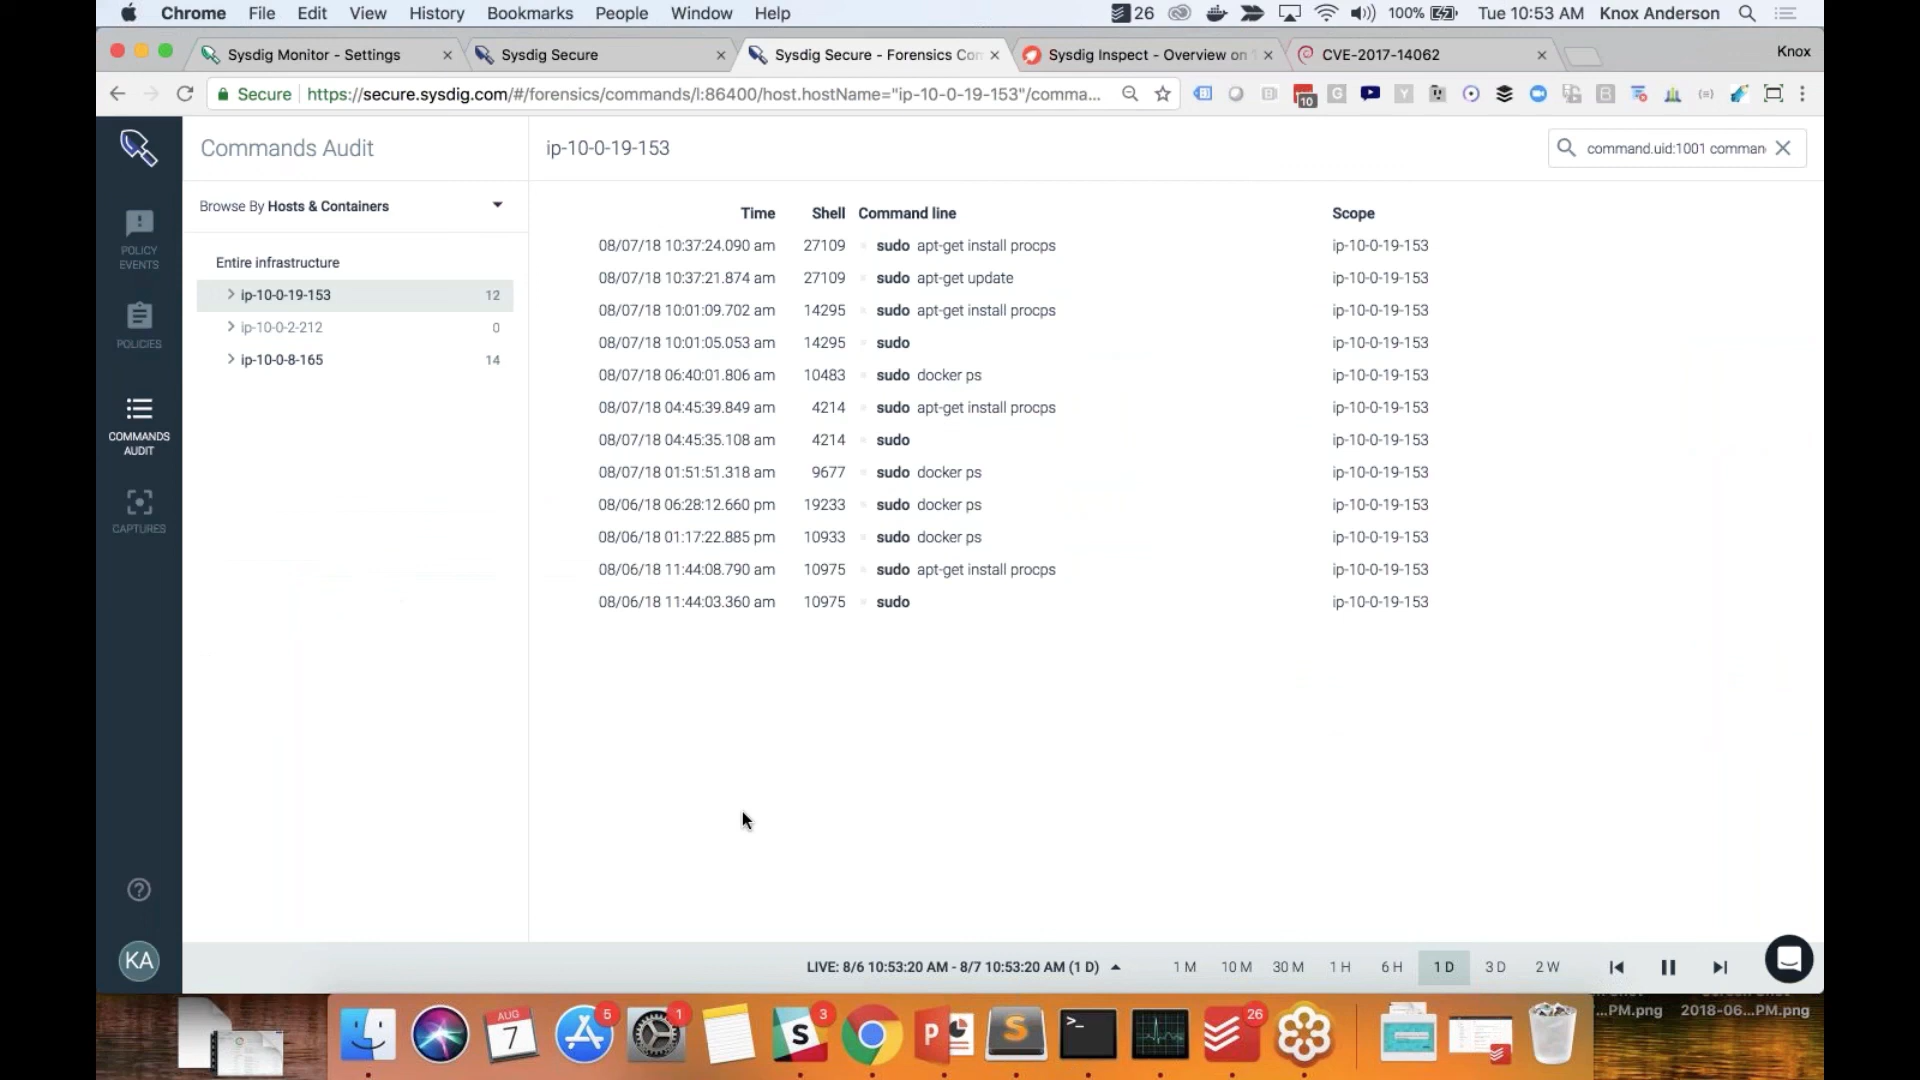 Chrome File Edit View History Bookmarks People Window Help 26 100% Tue 10:53 AM Knox Anderson
Sysdig Monitor - Settings Sysdig Secure Sysdig Secure - Forensics Con Sysdig Inspect - Overview on CVE-2017-14062 Knox
Secure https://secure.sysdig.com/#/forensics/commands/l:86400/host.hostName="ip-10-0-19-153"/comma... 10
Commands Audit
ip-10-0-19-153
command.uid:1001 comman
Browse By Hosts & Containers
Entire infrastructure
ip-10-0-19-153 12
ip-10-0-2-212 0
ip-10-0-8-165 14
POLICY
EVENTS
POLICIES
COMMANDS
AUDIT
CAPTURES
KA
Time Shell Command line Scope
08/07/18 10:37:24.090 am 27109 sudo apt-get install procps ip-10-0-19-153
08/07/18 10:37:21.874 am 27109 sudo apt-get update ip-10-0-19-153
08/07/18 10:01:09.702 am 14295 sudo apt-get install procps ip-10-0-19-153
08/07/18 10:01:05.053 am 14295 sudo ip-10-0-19-153
08/07/18 06:40:01.806 am 10483 sudo docker ps ip-10-0-19-153
08/07/18 04:45:39.849 am 4214 sudo apt-get install procps ip-10-0-19-153
08/07/18 04:45:35.108 am 4214 sudo ip-10-0-19-153
08/07/18 01:51:51.318 am 9677 sudo docker ps ip-10-0-19-153
08/06/18 06:28:12.660 pm 19233 sudo docker ps ip-10-0-19-153
08/06/18 01:17:22.885 pm 10933 sudo docker ps ip-10-0-19-153
08/06/18 11:44:08.790 am 10975 sudo apt-get install procps ip-10-0-19-153
08/06/18 11:44:03.360 am 10975 sudo ip-10-0-19-153
LIVE: 8/6 10:53:20 AM - 8/7 10:53:20 AM (1 D) 1 M 10 M 30 M 1 H 6 H 1 D 3 D 2 W
AUG
7
5
1
3
26
...PM.png 2018-06...PM.png